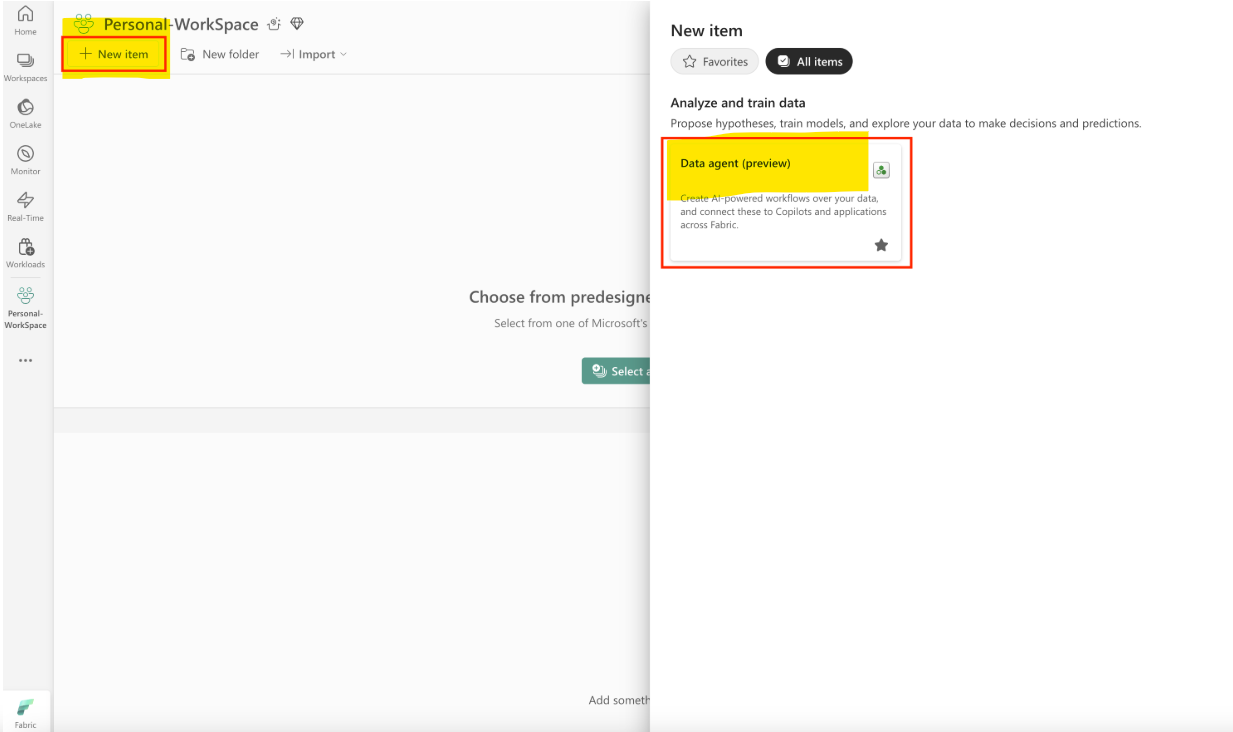 Home
Workspaces
OneLake
Monitor
Real-Time
Workloads
Personal-
WorkSpace
Fabric
Personal-WorkSpace
New item
New folder
Import
Choose from predesigne
Select from one of Microsoft's
Select a
Add someth
New item
Favorites
All items
Analyze and train data
Propose hypotheses, train models, and explore your data to make decisions and predictions.
Data agent (preview)
Create AI-powered workflows over your data,
and connect these to Copilots and applications
across Fabric.